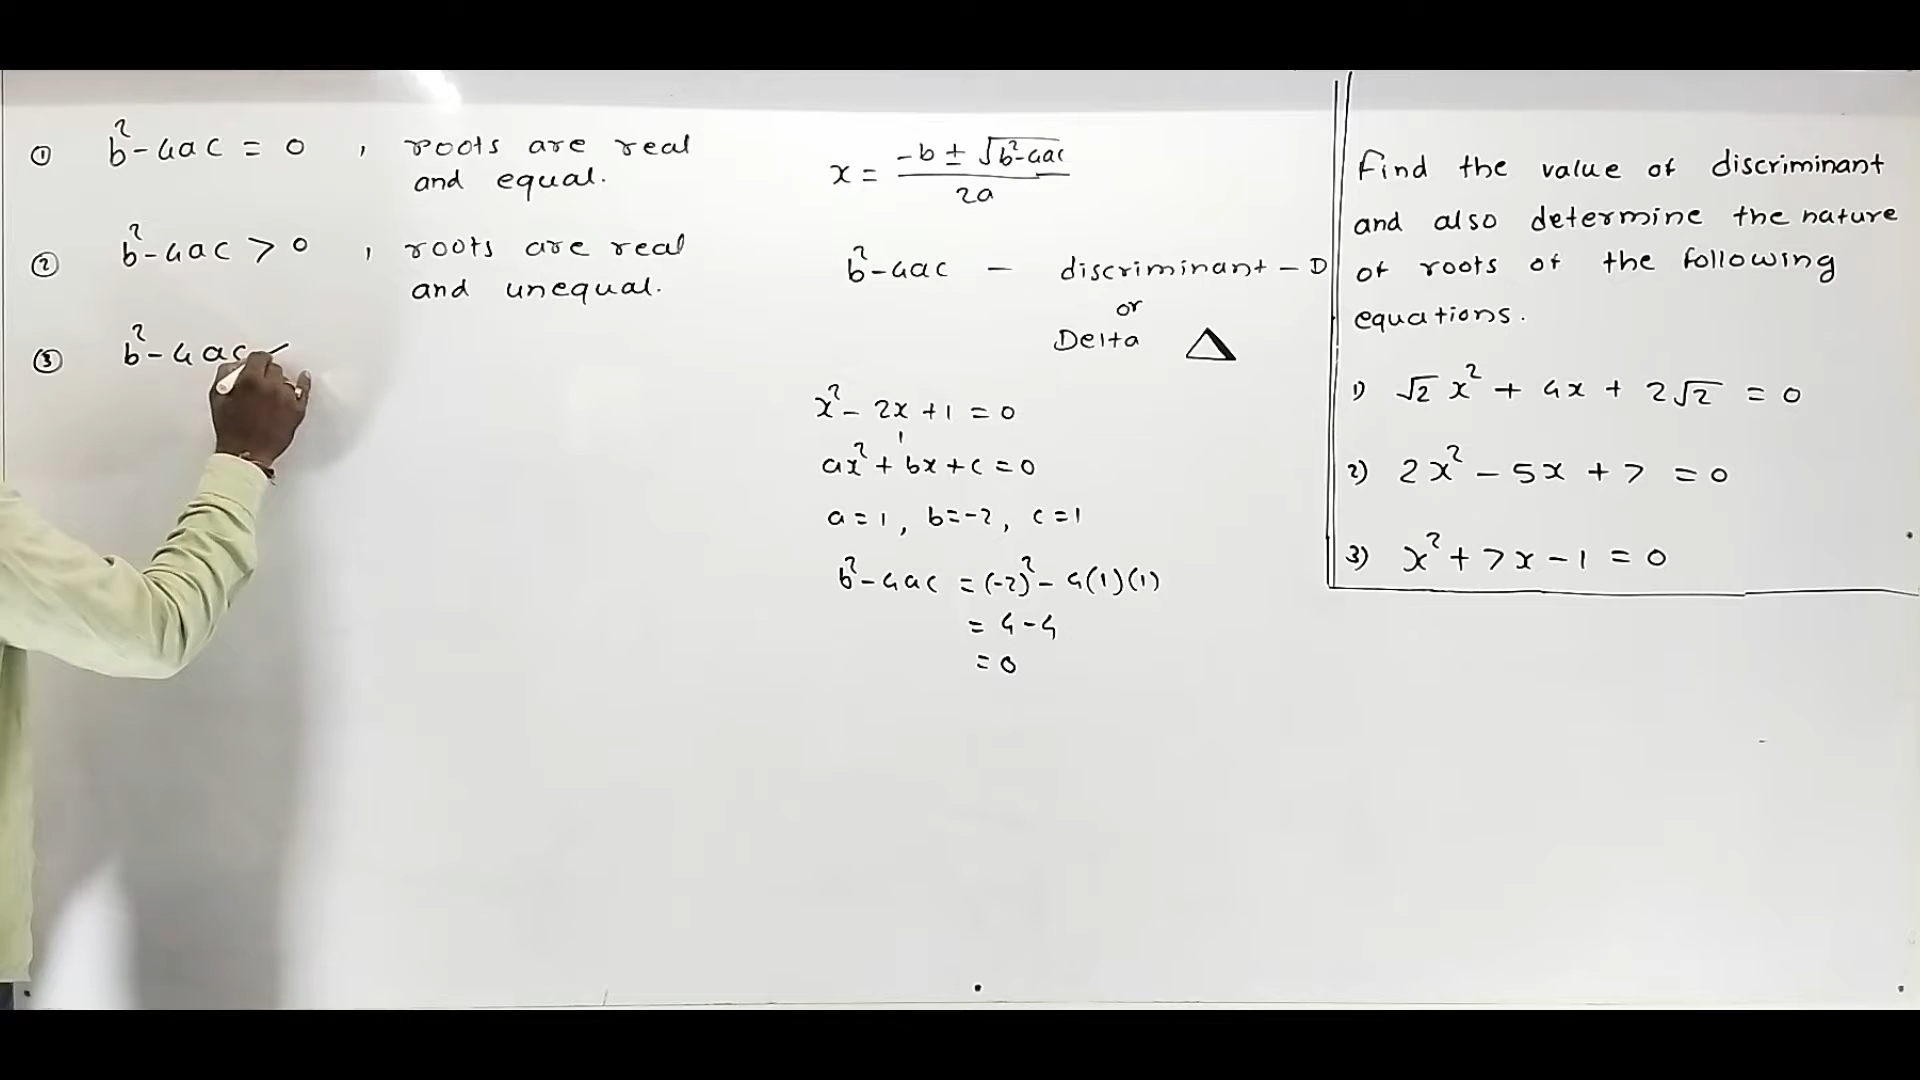 ① b²-4ac = 0 , roots are real
and equal.
② b²-4ac > 0 , roots are real
and unequal.
③ b²-4ac <
x = -b ± √b²-4ac / 2a
b²-4ac — discriminant - D
or
Delta △
x² - 2x + 1 = 0
ax² + bx + c = 0
a = 1, b = -2, c = 1
b²-4ac = (-2)² - 4(1)(1)
= 4-4
= 0
Find the value of discriminant
and also determine the nature
of roots of the following
equations.
1) √2 x² + 4x + 2√2 = 0
2) 2x² - 5x + 7 = 0
3) x² + 7x - 1 = 0